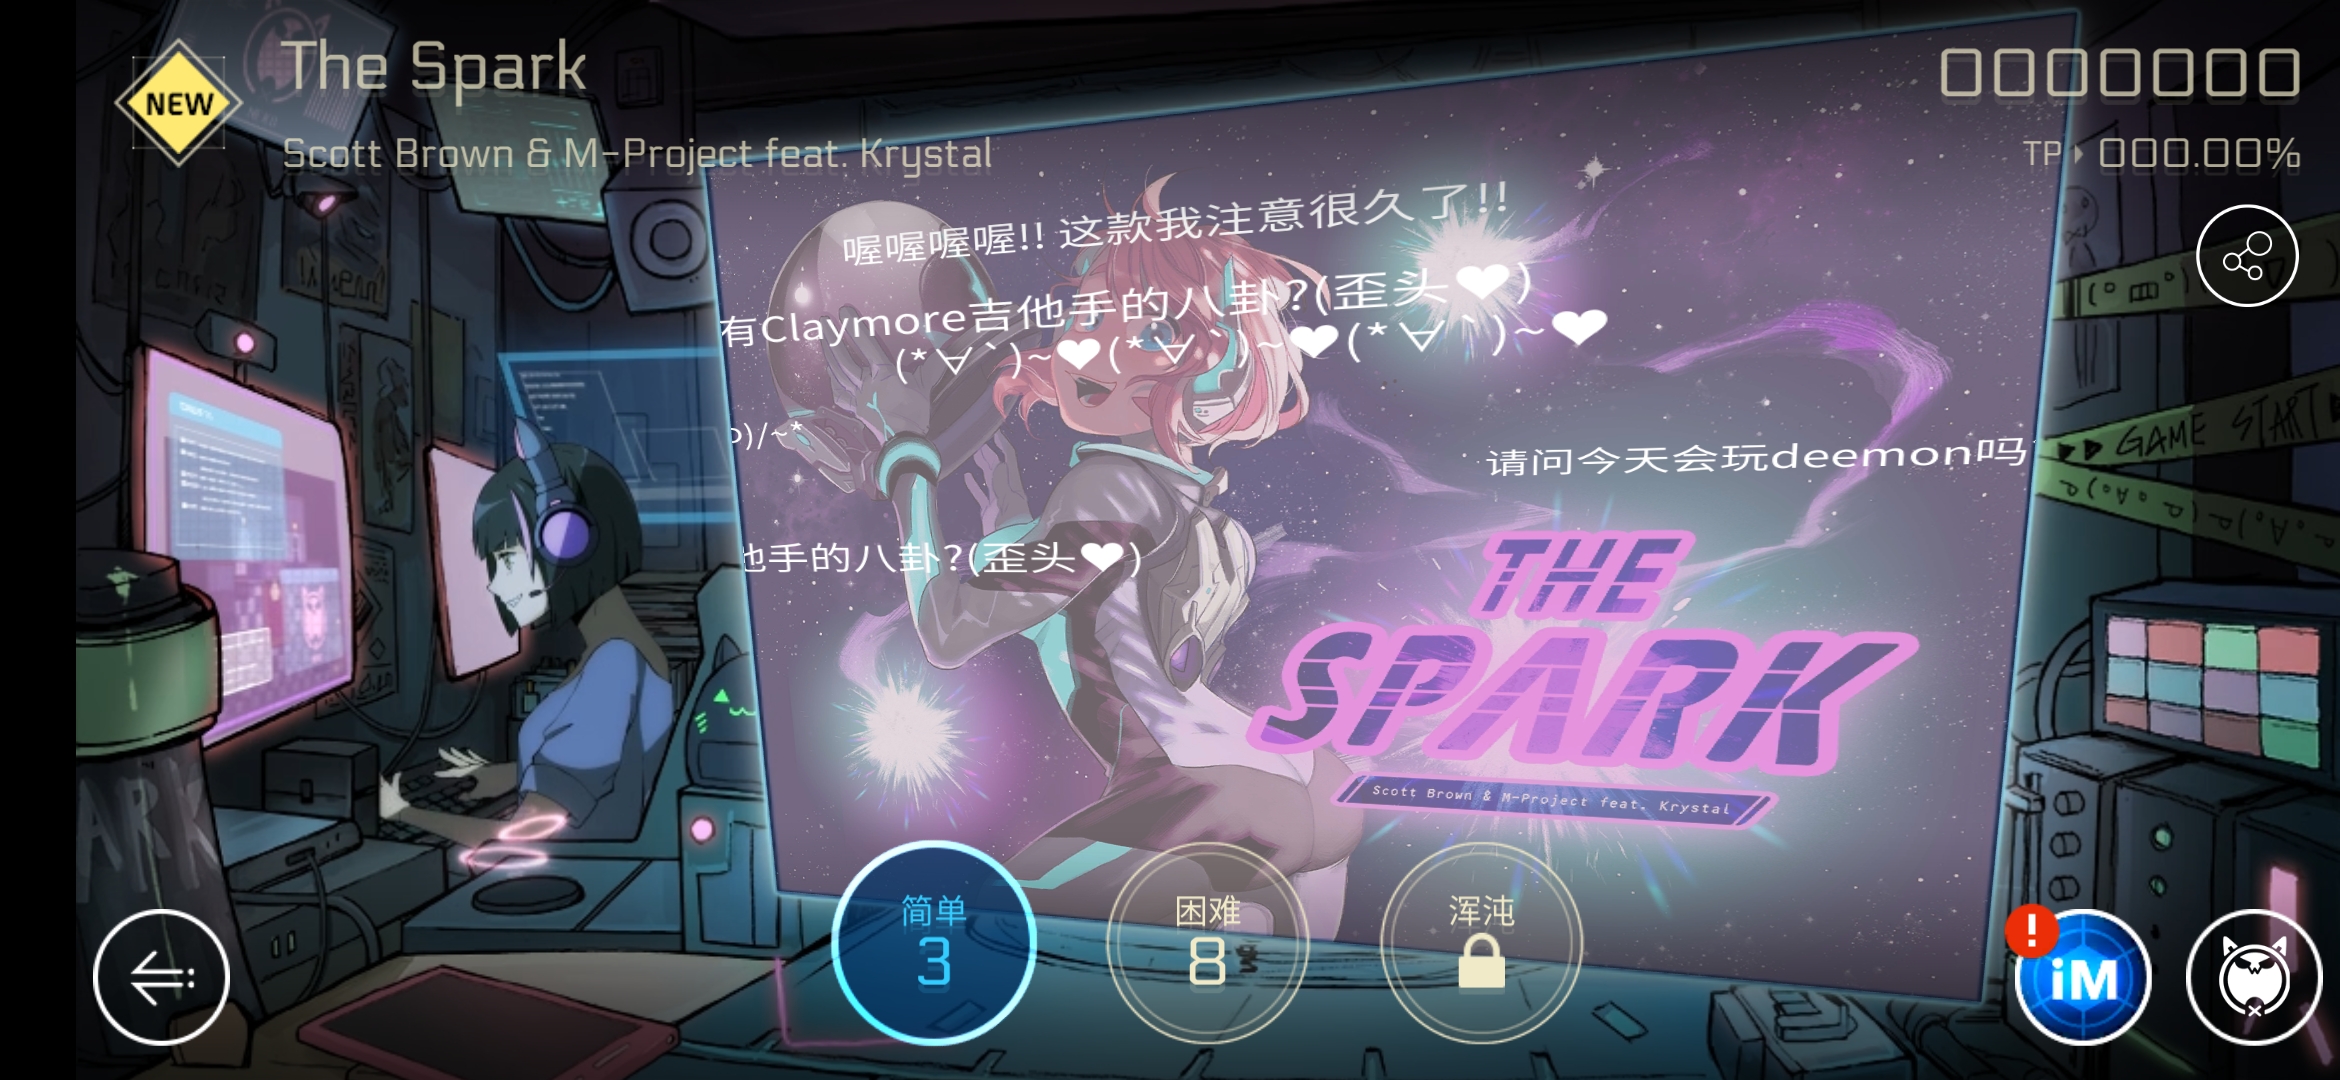 NEW
The Spark
Scott Brown & M-Project feat. Krystal
0000000
TP 000.00%
喔喔喔喔!! 这款我注意很久了!!
有Claymore吉他手的八卦?(歪头❤)
(*´∀`)~❤(*´∀`)~❤(*´∀`)~❤
ɔ)/~*
请问今天会玩deemon吗
他手的八卦?(歪头❤)
GAME START
THE
SPARK
Scott Brown & M-Project feat. Krystal
简单
3
困难
8
浑沌
!
iM